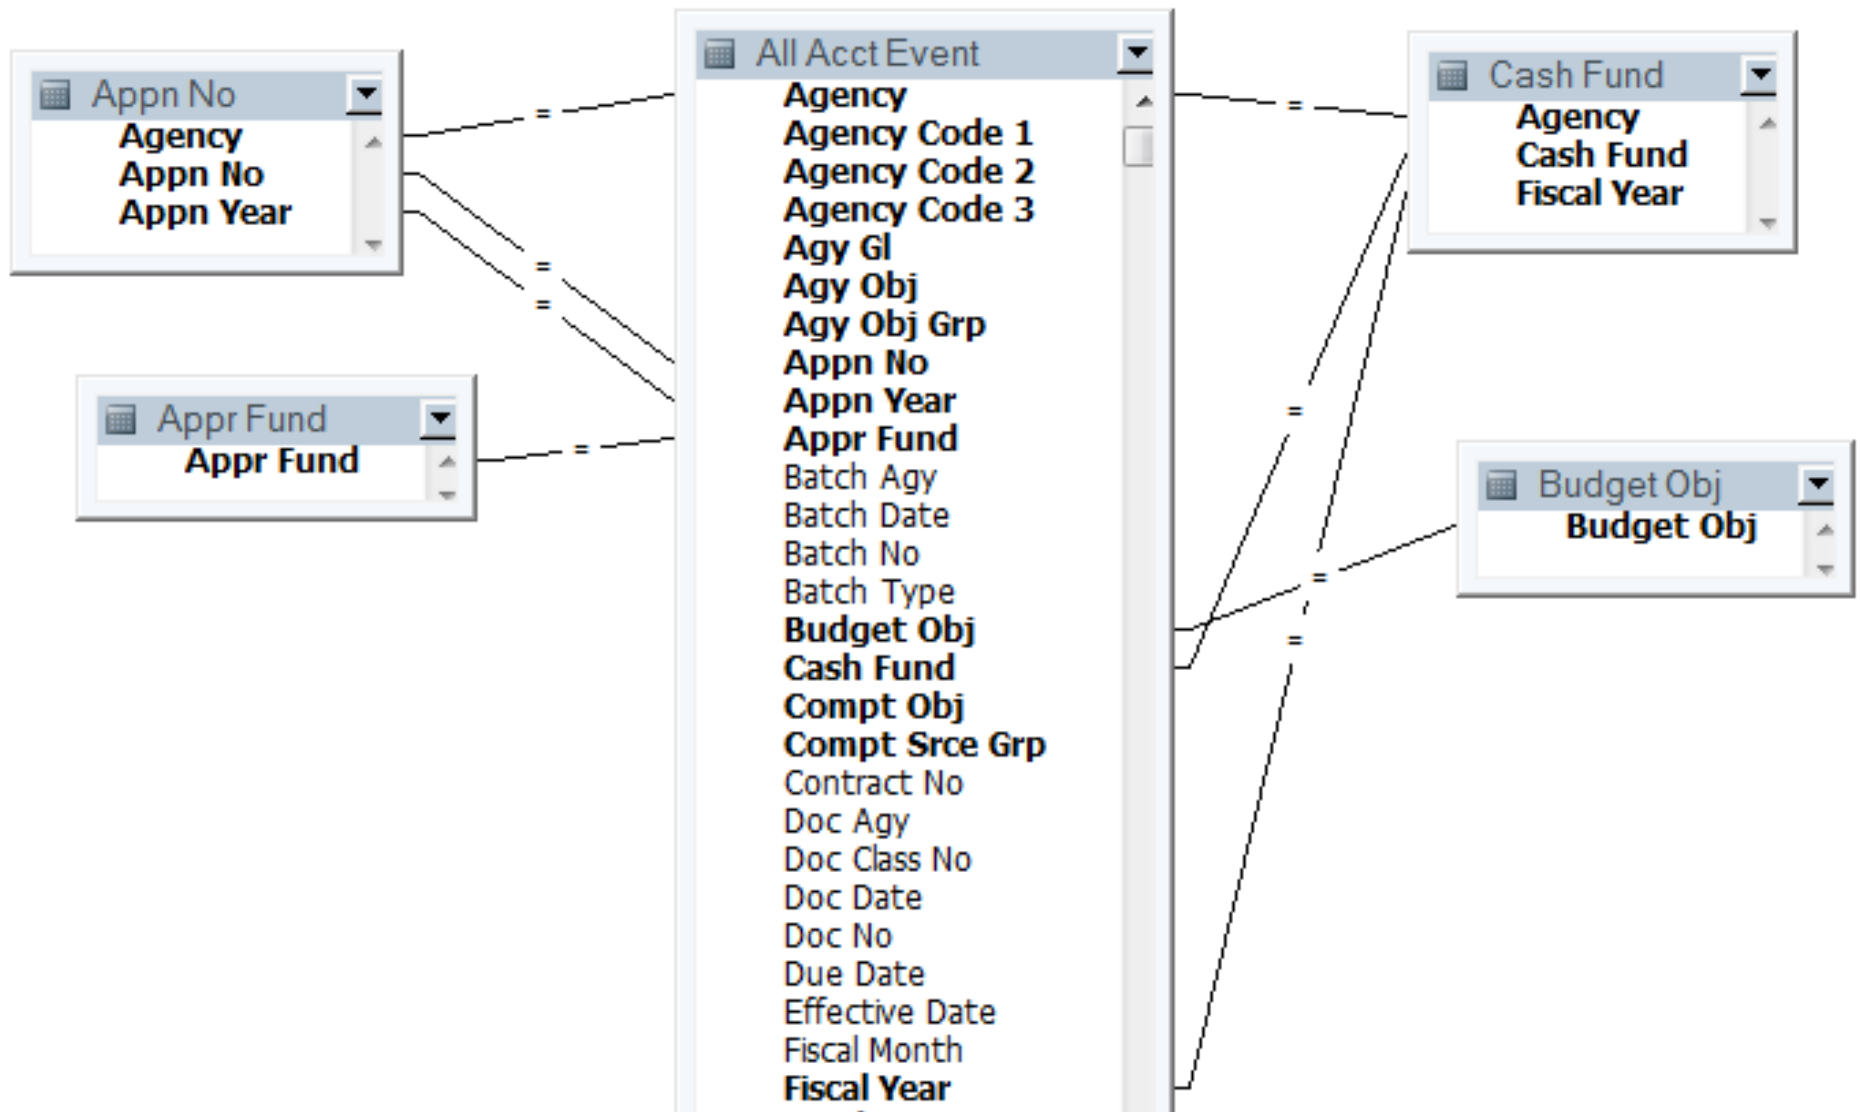 Appn No
Agency
Appn No
Appn Year
Appr Fund
Appr Fund
All Acct Event
Agency
Agency Code 1
Agency Code 2
Agency Code 3
Agy Gl
Agy Obj
Agy Obj Grp
Appn No
Appn Year
Appr Fund
Batch Agy
Batch Date
Batch No
Batch Type
Budget Obj
Cash Fund
Compt Obj
Compt Srce Grp
Contract No
Doc Agy
Doc Class No
Doc Date
Doc No
Due Date
Effective Date
Fiscal Month
Fiscal Year
Cash Fund
Agency
Cash Fund
Fiscal Year
Budget Obj
Budget Obj
=
=
=
=
=
=
=
=